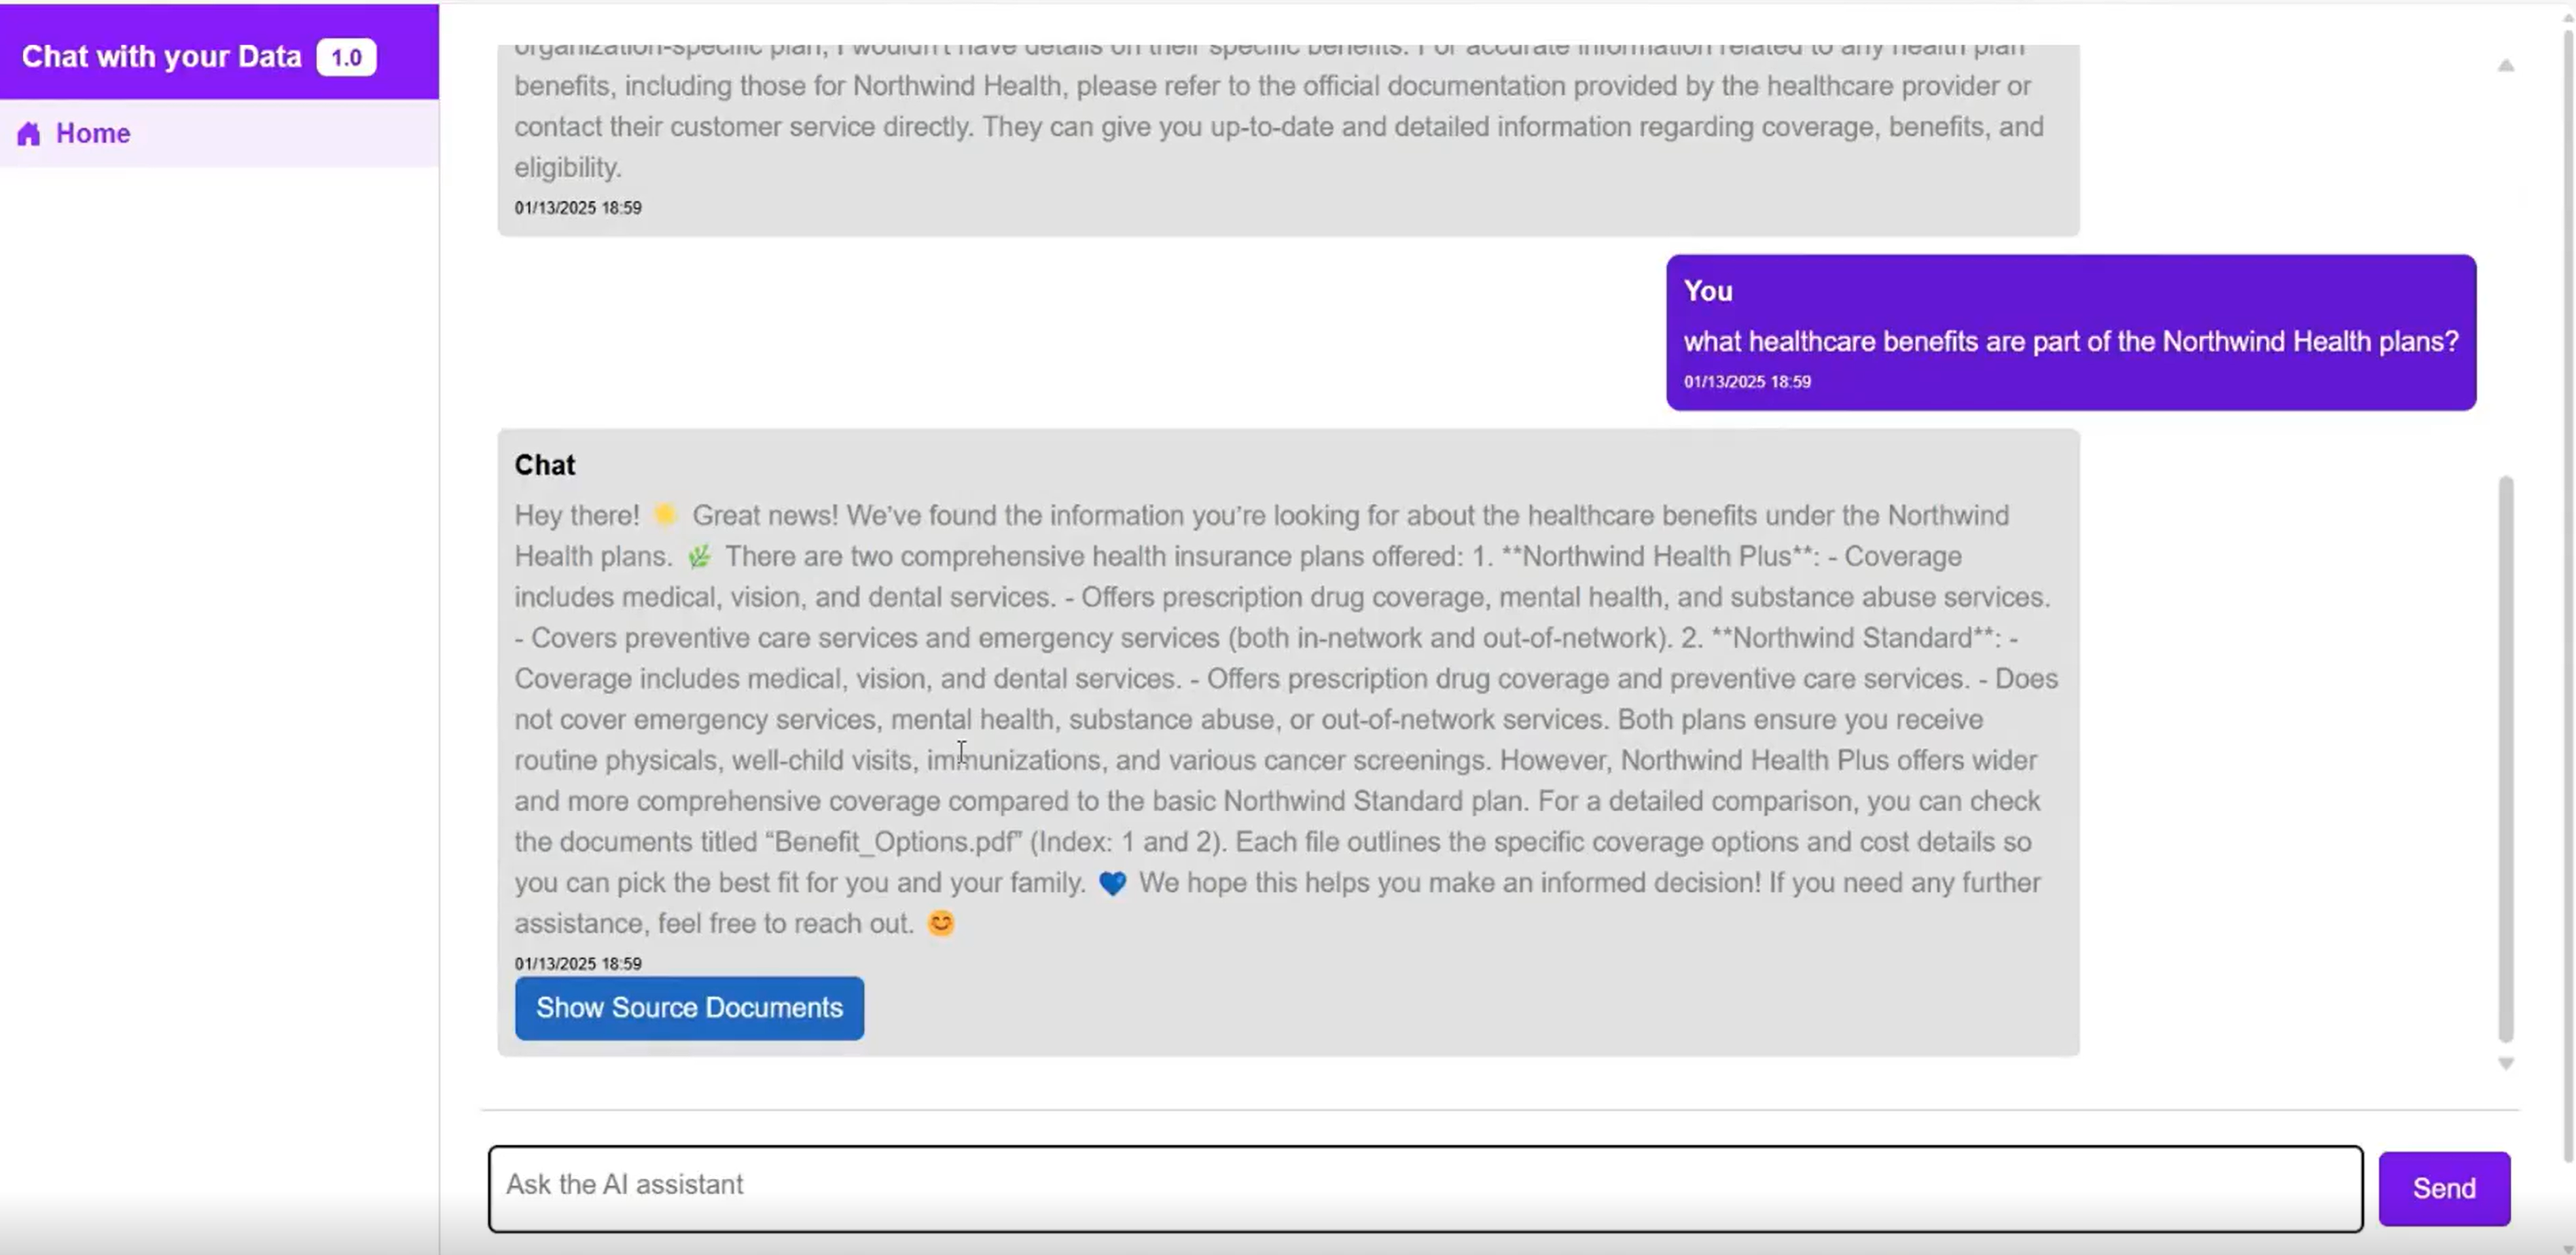 Chat with your Data 1.0
Home
organization-specific plan, I wouldn't have details on their specific benefits. For accurate information related to any health plan
benefits, including those for Northwind Health, please refer to the official documentation provided by the healthcare provider or
contact their customer service directly. They can give you up-to-date and detailed information regarding coverage, benefits, and
eligibility.
01/13/2025 18:59
You
what healthcare benefits are part of the Northwind Health plans?
01/13/2025 18:59
Chat
Hey there! ☀️ Great news! We’ve found the information you’re looking for about the healthcare benefits under the Northwind
Health plans. 🌿 There are two comprehensive health insurance plans offered: 1. **Northwind Health Plus**: - Coverage
includes medical, vision, and dental services. - Offers prescription drug coverage, mental health, and substance abuse services.
- Covers preventive care services and emergency services (both in-network and out-of-network). 2. **Northwind Standard**: -
Coverage includes medical, vision, and dental services. - Offers prescription drug coverage and preventive care services. - Does
not cover emergency services, mental health, substance abuse, or out-of-network services. Both plans ensure you receive
routine physicals, well-child visits, immunizations, and various cancer screenings. However, Northwind Health Plus offers wider
and more comprehensive coverage compared to the basic Northwind Standard plan. For a detailed comparison, you can check
the documents titled “Benefit_Options.pdf” (Index: 1 and 2). Each file outlines the specific coverage options and cost details so
you can pick the best fit for you and your family. 💙 We hope this helps you make an informed decision! If you need any further
assistance, feel free to reach out. 😊
01/13/2025 18:59
Show Source Documents
Ask the AI assistant
Send